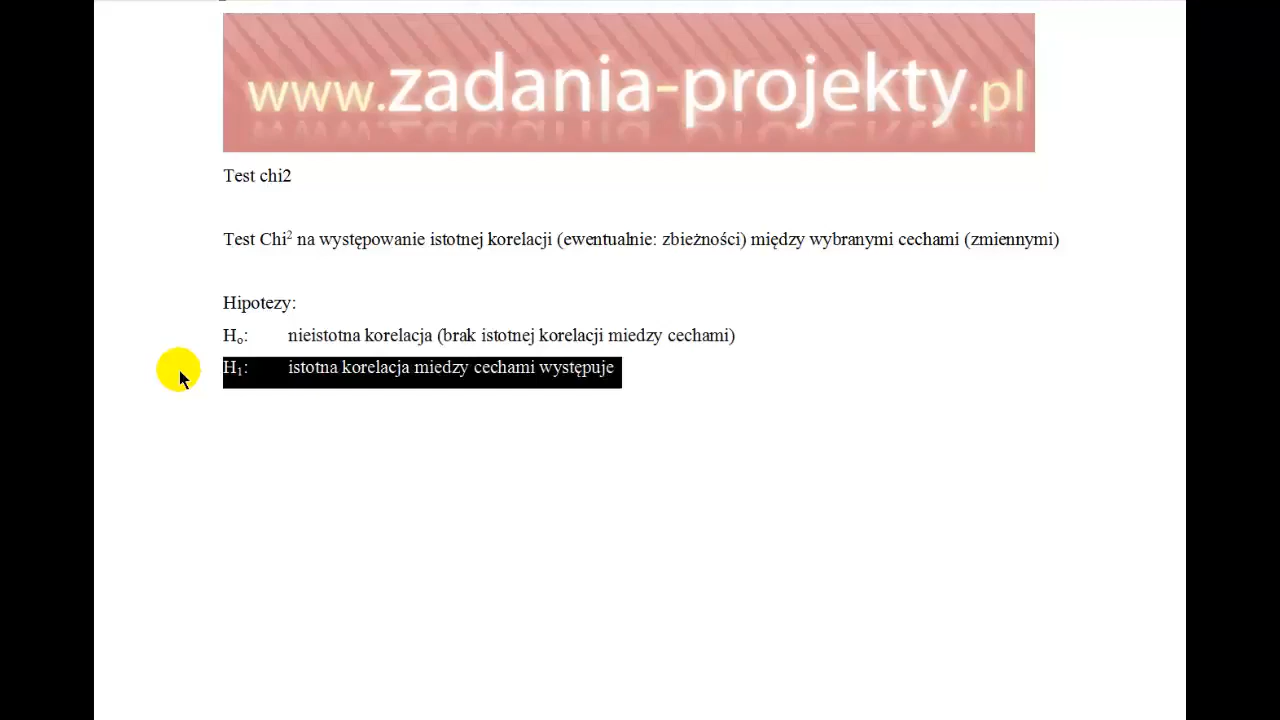 www.zadania-projekty.pl
Test chi2
Test Chi² na występowanie istotnej korelacji (ewentualnie: zbieżności) między wybranymi cechami (zmiennymi)
Hipotezy:
Hₒ: nieistotna korelacja (brak istotnej korelacji miedzy cechami)
H₁: istotna korelacja miedzy cechami występuje